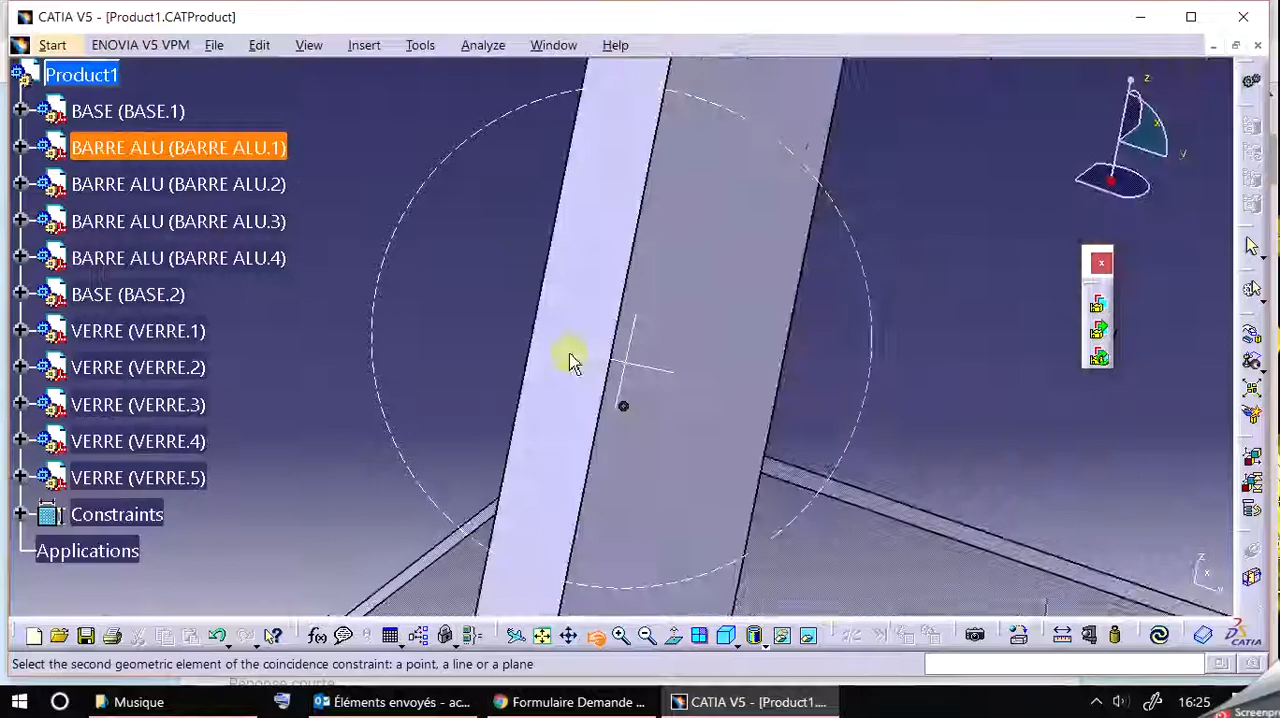 CATIA V5 - [Product1.CATProduct]
Start ENOVIA V5 VPM File Edit View Insert Tools Analyze Window Help
Product1
BASE (BASE.1)
BARRE ALU (BARRE ALU.1)
BARRE ALU (BARRE ALU.2)
BARRE ALU (BARRE ALU.3)
BARRE ALU (BARRE ALU.4)
BASE (BASE.2)
VERRE (VERRE.1)
VERRE (VERRE.2)
VERRE (VERRE.3)
VERRE (VERRE.4)
VERRE (VERRE.5)
Constraints
Applications
z
x
y
x
z
x
y
f(x)
CATIA
Select the second geometric element of the coincidence constraint: a point, a line or a plane
Réponse courte
Musique
Éléments envoyés - ac...
Formulaire Demande ...
CATIA V5 - [Product1....
16:25
Screenpr